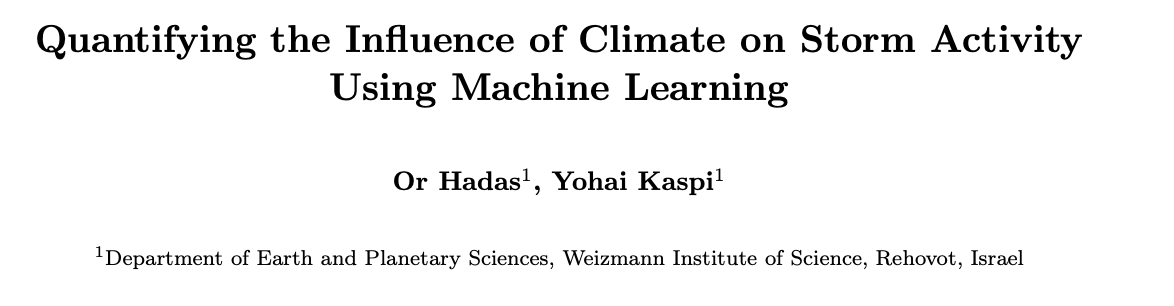 Quantifying the Influence of Climate on Storm Activity
Using Machine Learning
Or Hadas¹, Yohai Kaspi¹
¹Department of Earth and Planetary Sciences, Weizmann Institute of Science, Rehovot, Israel